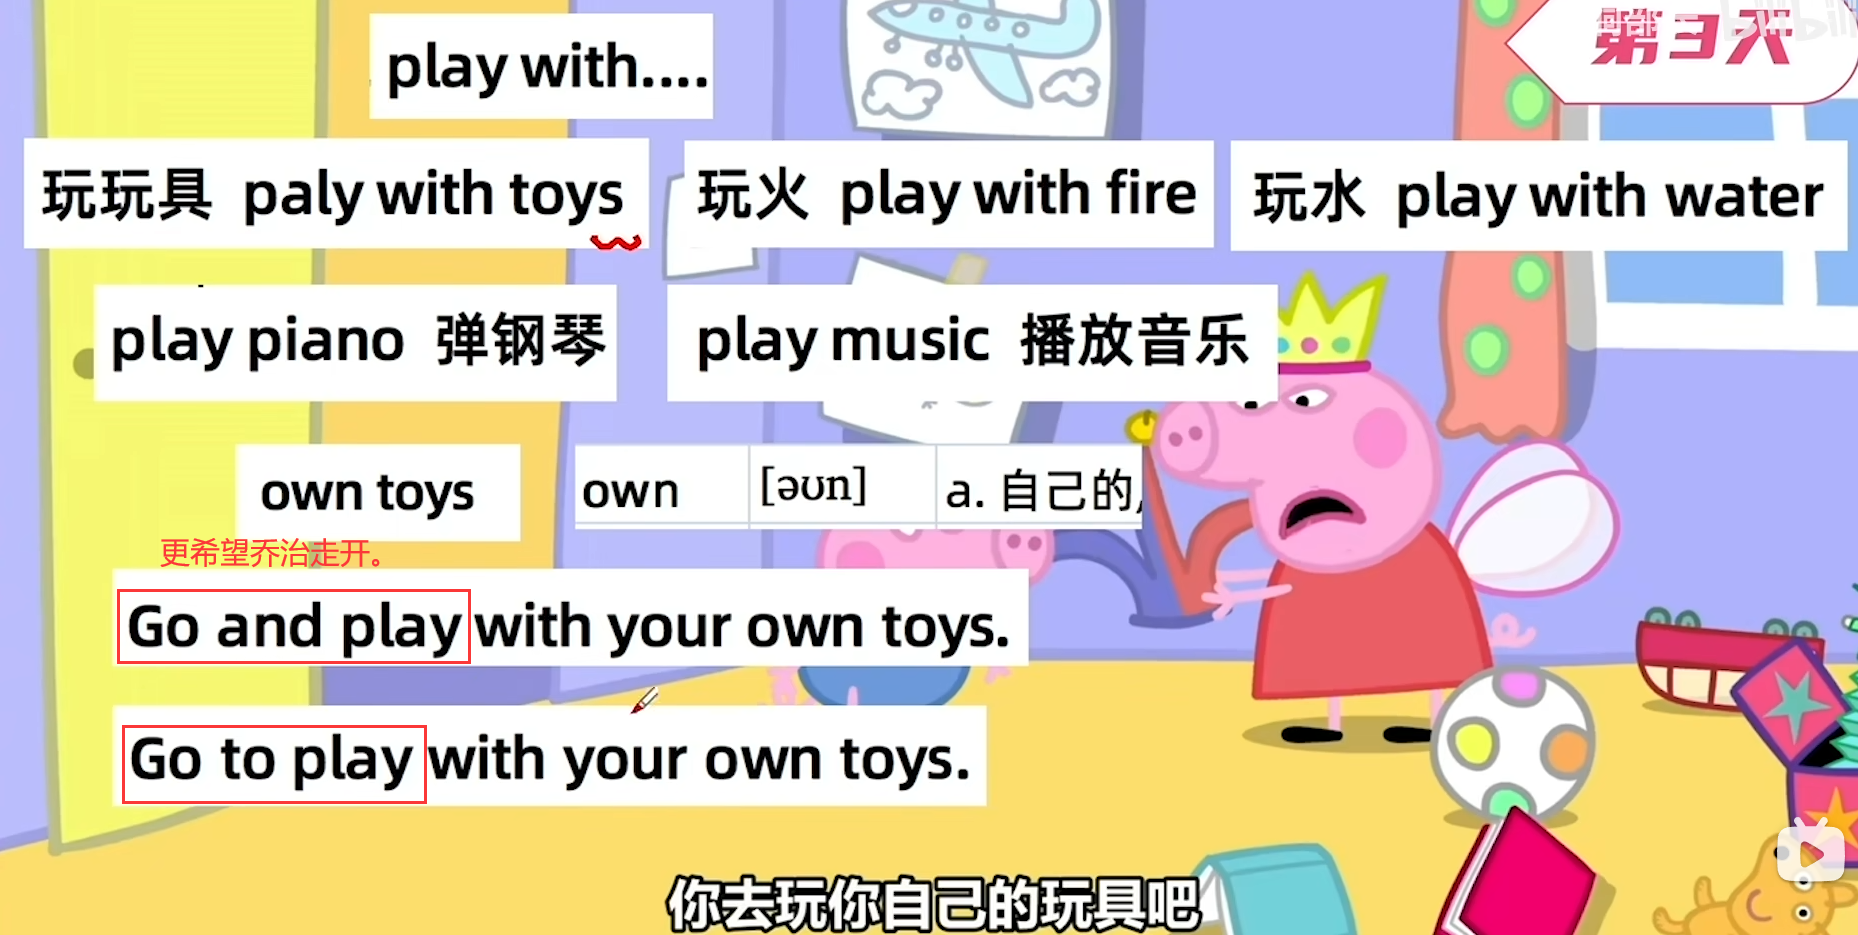 第3天
bilibili
play with....
玩玩具 paly with toys
玩火 play with fire
玩水 play with water
play piano 弹钢琴
play music 播放音乐
own toys
own [əʊn] a. 自己的,
更希望乔治走开。
Go and play with your own toys.
Go to play with your own toys.
你去玩你自己的玩具吧